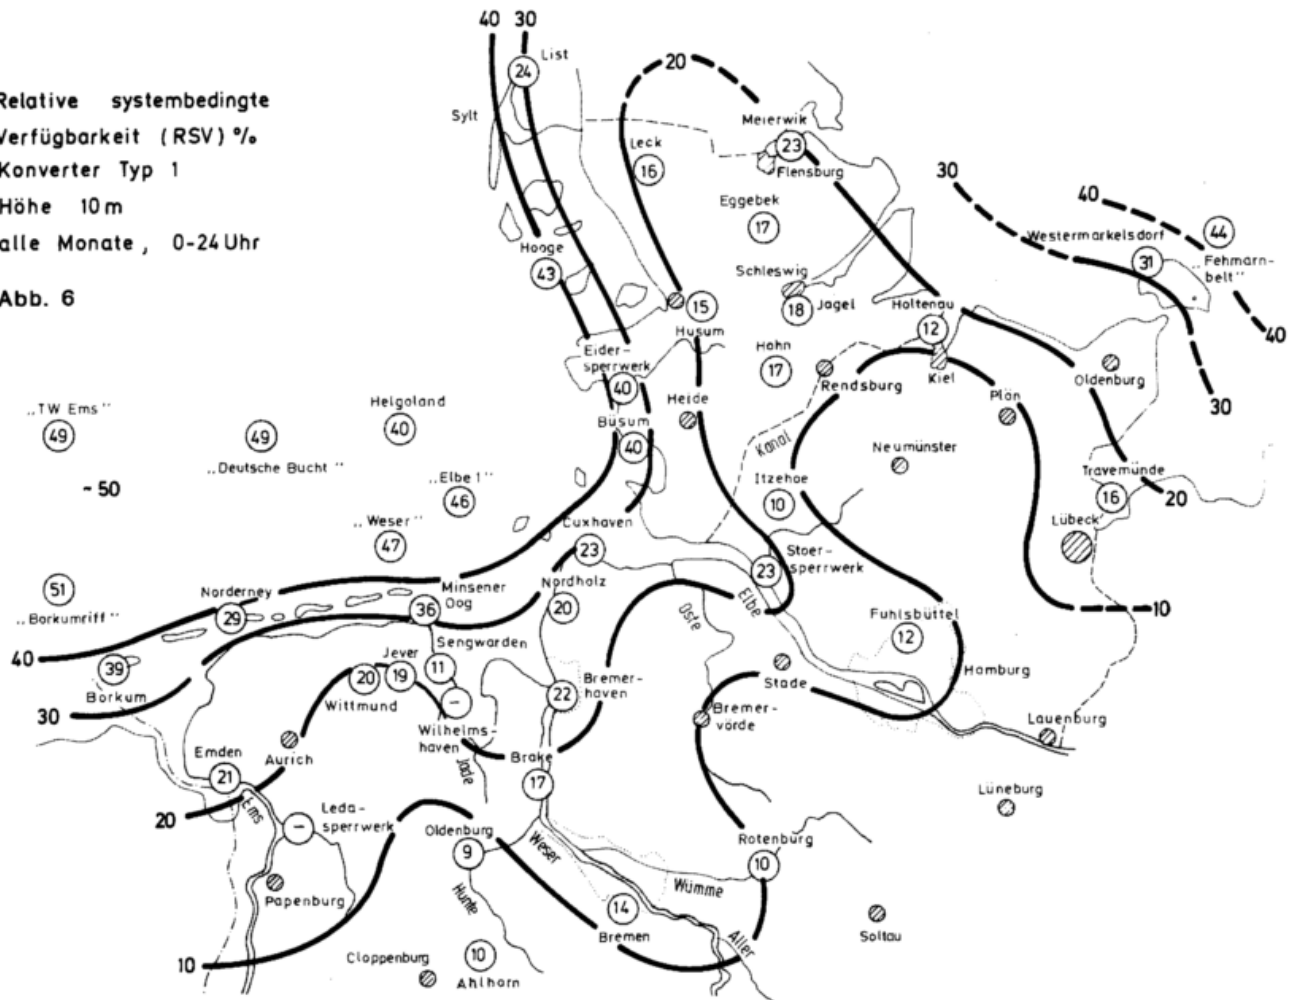 40 30
List
24
Relative systembedingte
Verfügbarkeit (RSV) %
Konverter Typ 1
Höhe 10 m
alle Monate, 0-24 Uhr
Abb. 6
Sylt
20
Meierwik
23
Flensburg
Leck
16
Eggebek
17
30
40
44
Westermarkelsdorf
31
„Fehmarn-
belt"
40
30
Hooge
43
Schleswig
18
Jagel
15
Husum
Holtenau
12
Kiel
Eider-
sperrwerk
40
Hohn
17
Rendsburg
Oldenburg
Plön
Heide
Büsum
40
„TW Ems"
49
49
„Deutsche Bucht"
Helgoland
40
~50
„Elbe 1"
46
„Weser"
47
Kanal
Neumünster
Itzehoe
10
Travemünde
16
20
Lübeck
Cuxhaven
23
Stoer-
sperrwerk
23
51
„Borkumriff"
Norderney
29
Minsener
Oog
36
Nordholz
20
Oste
Elbe
Fuhlsbüttel
12
10
40
39
Borkum
30
Sengwarden
Jever
20
19
11
Wittmund
–
Wilhelms-
haven
Bremer-
haven
22
Stade
Hamburg
Bremer-
vörde
Lauenburg
Emden
21
Aurich
Jade
Brake
17
Lüneburg
20
Ems
Leda-
sperrwerk
–
Oldenburg
9
Weser
Rotenburg
10
Papenburg
Hunte
Wümme
14
Bremen
Aller
Soltau
10
Cloppenburg
10
Ahlhorn